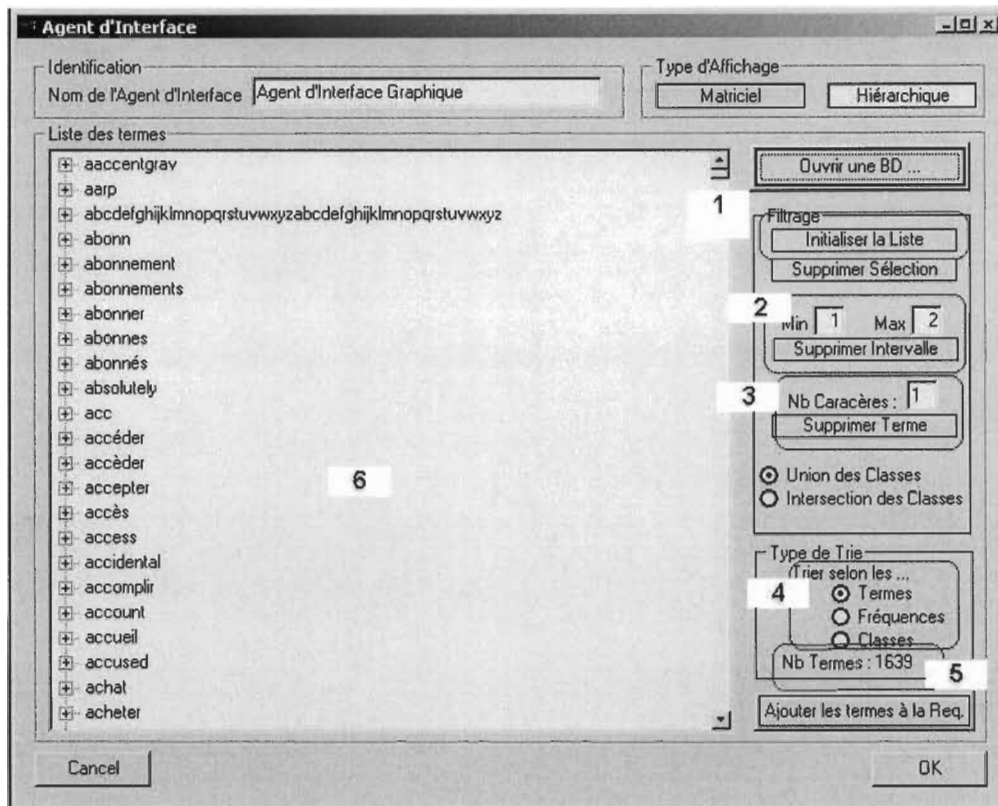 Agent d'Interface
Identification
Nom de l'Agent d'Interface Agent d'Interface Graphique
Type d'Affichage
Matriciel Hiérarchique
Liste des termes
aaccentgrav
aarp
abcdefghijklmnopqrstuvwxyzabcdefghijklmnopqrstuvwxyz
abonn
abonnement
abonnements
abonner
abonnes
abonnés
absolutely
acc
accéder
accèder
accepter
accès
access
accidental
accomplir
account
accueil
accused
achat
acheter
6
Ouvrir une BD ...
1
Filtrage
Initialiser la Liste
Supprimer Sélection
2
Min 1 Max 2
Supprimer Intervalle
3
Nb Caracères : 1
Supprimer Terme
Union des Classes
Intersection des Classes
Type de Trie
Trier selon les ...
4
Termes
Fréquences
Classes
Nb Termes : 1639
5
Ajouter les termes à la Req.
Cancel OK